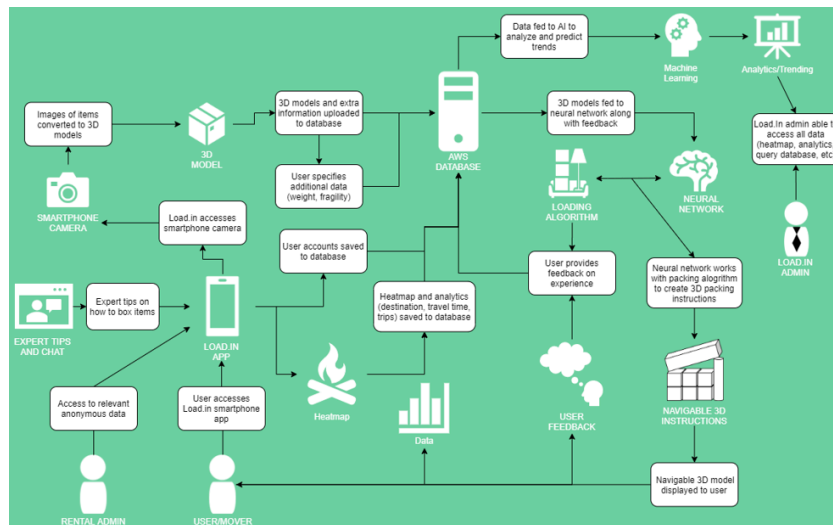 Data fed to AI to
analyze and predict
trends
Machine
Learning
Analytics/Trending
Images of items
converted to 3D
models
3D
MODEL
3D models and extra
information uploaded
to database
AWS
DATABASE
3D models fed to
neural network along
with feedback
Load.In admin able t
access all data
(heatmap, analytics,
query database, etc
User specifies
additional data
(weight, fragility)
SMARTPHONE
CAMERA
LOADING
ALGORITHM
NEURAL
NETWORK
Load.in accesses
smartphone camera
User accounts saved
to database
User provides
feedback on
experience
LOAD.IN
ADMIN
Neural network works
with packing alogrithm
to create 3D packing
instructions
Expert tips on
how to box items
EXPERT TIPS
AND CHAT
LOAD.IN
APP
Heatmap and analytics
(destination, travel time,
trips) saved to database
Heatmap
Access to relevant
anonymous data
User accesses
Load.in smartphone
app
Data
USER
FEEDBACK
NAVIGABLE 3D
INSTRUCTIONS
Navigable 3D model
displayed to user
RENTAL ADMIN
USER/MOVER